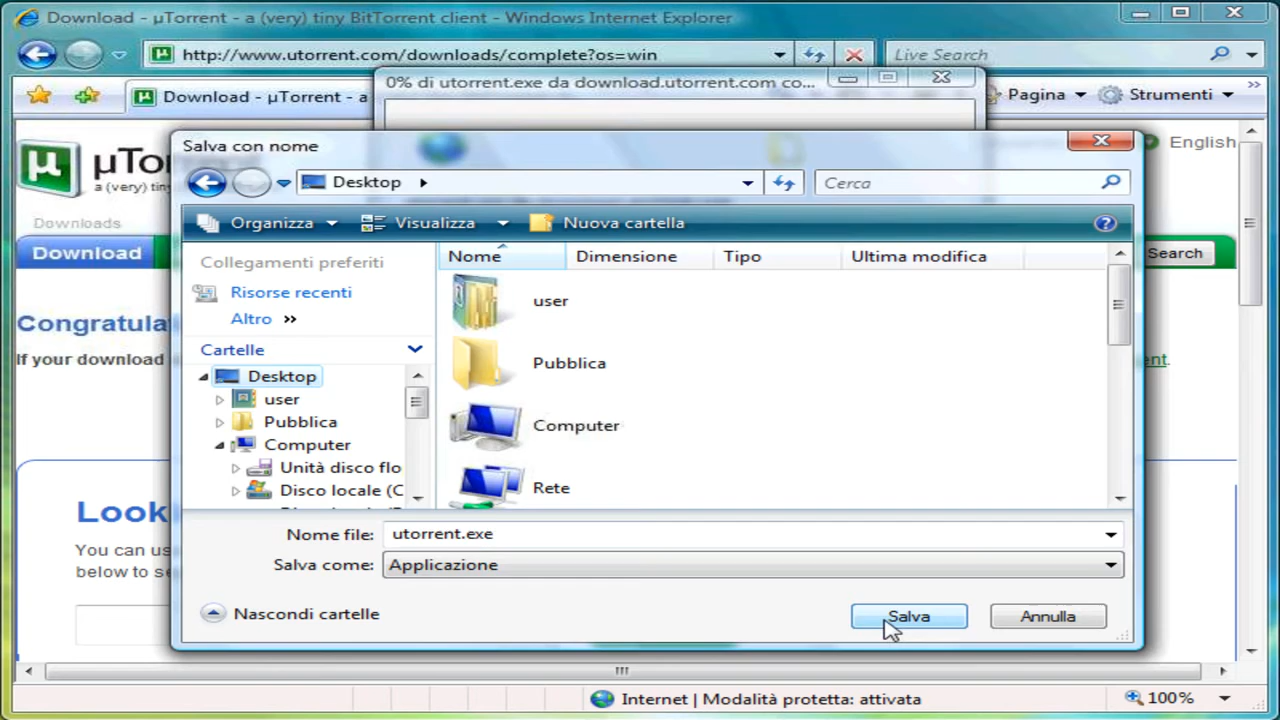 Download - µTorrent - a (very) tiny BitTorrent client - Windows Internet Explorer
http://www.utorrent.com/downloads/complete?os=win
Live Search
Download - µTorrent - a
0% di utorrent.exe da download.utorrent.com co...
Pagina
Strumenti
»
µTo
a (very) tin
English
Salva con nome
Desktop
Cerca
Downloads
Organizza
Visualizza
Nuova cartella
Download
Search
Collegamenti preferiti
Nome
Dimensione
Tipo
Ultima modifica
Risorse recenti
Altro »
user
Congratula
Cartelle
If your download
Pubblica
nt.
Desktop
user
Pubblica
Computer
Computer
Unità disco flo
Disco locale (C
Rete
Look
Nome file:
utorrent.exe
You can us
below to se
Salva come:
Applicazione
Nascondi cartelle
Salva
Annulla
Internet | Modalità protetta: attivata
100%